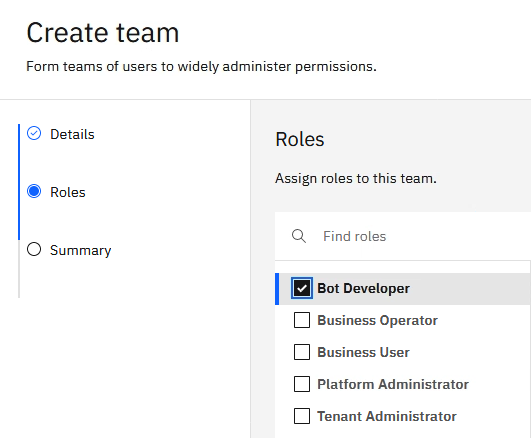 Create team
Form teams of users to widely administer permissions.
Details
Roles
Summary
Roles
Assign roles to this team.
Find roles
Bot Developer
Business Operator
Business User
Platform Administrator
Tenant Administrator